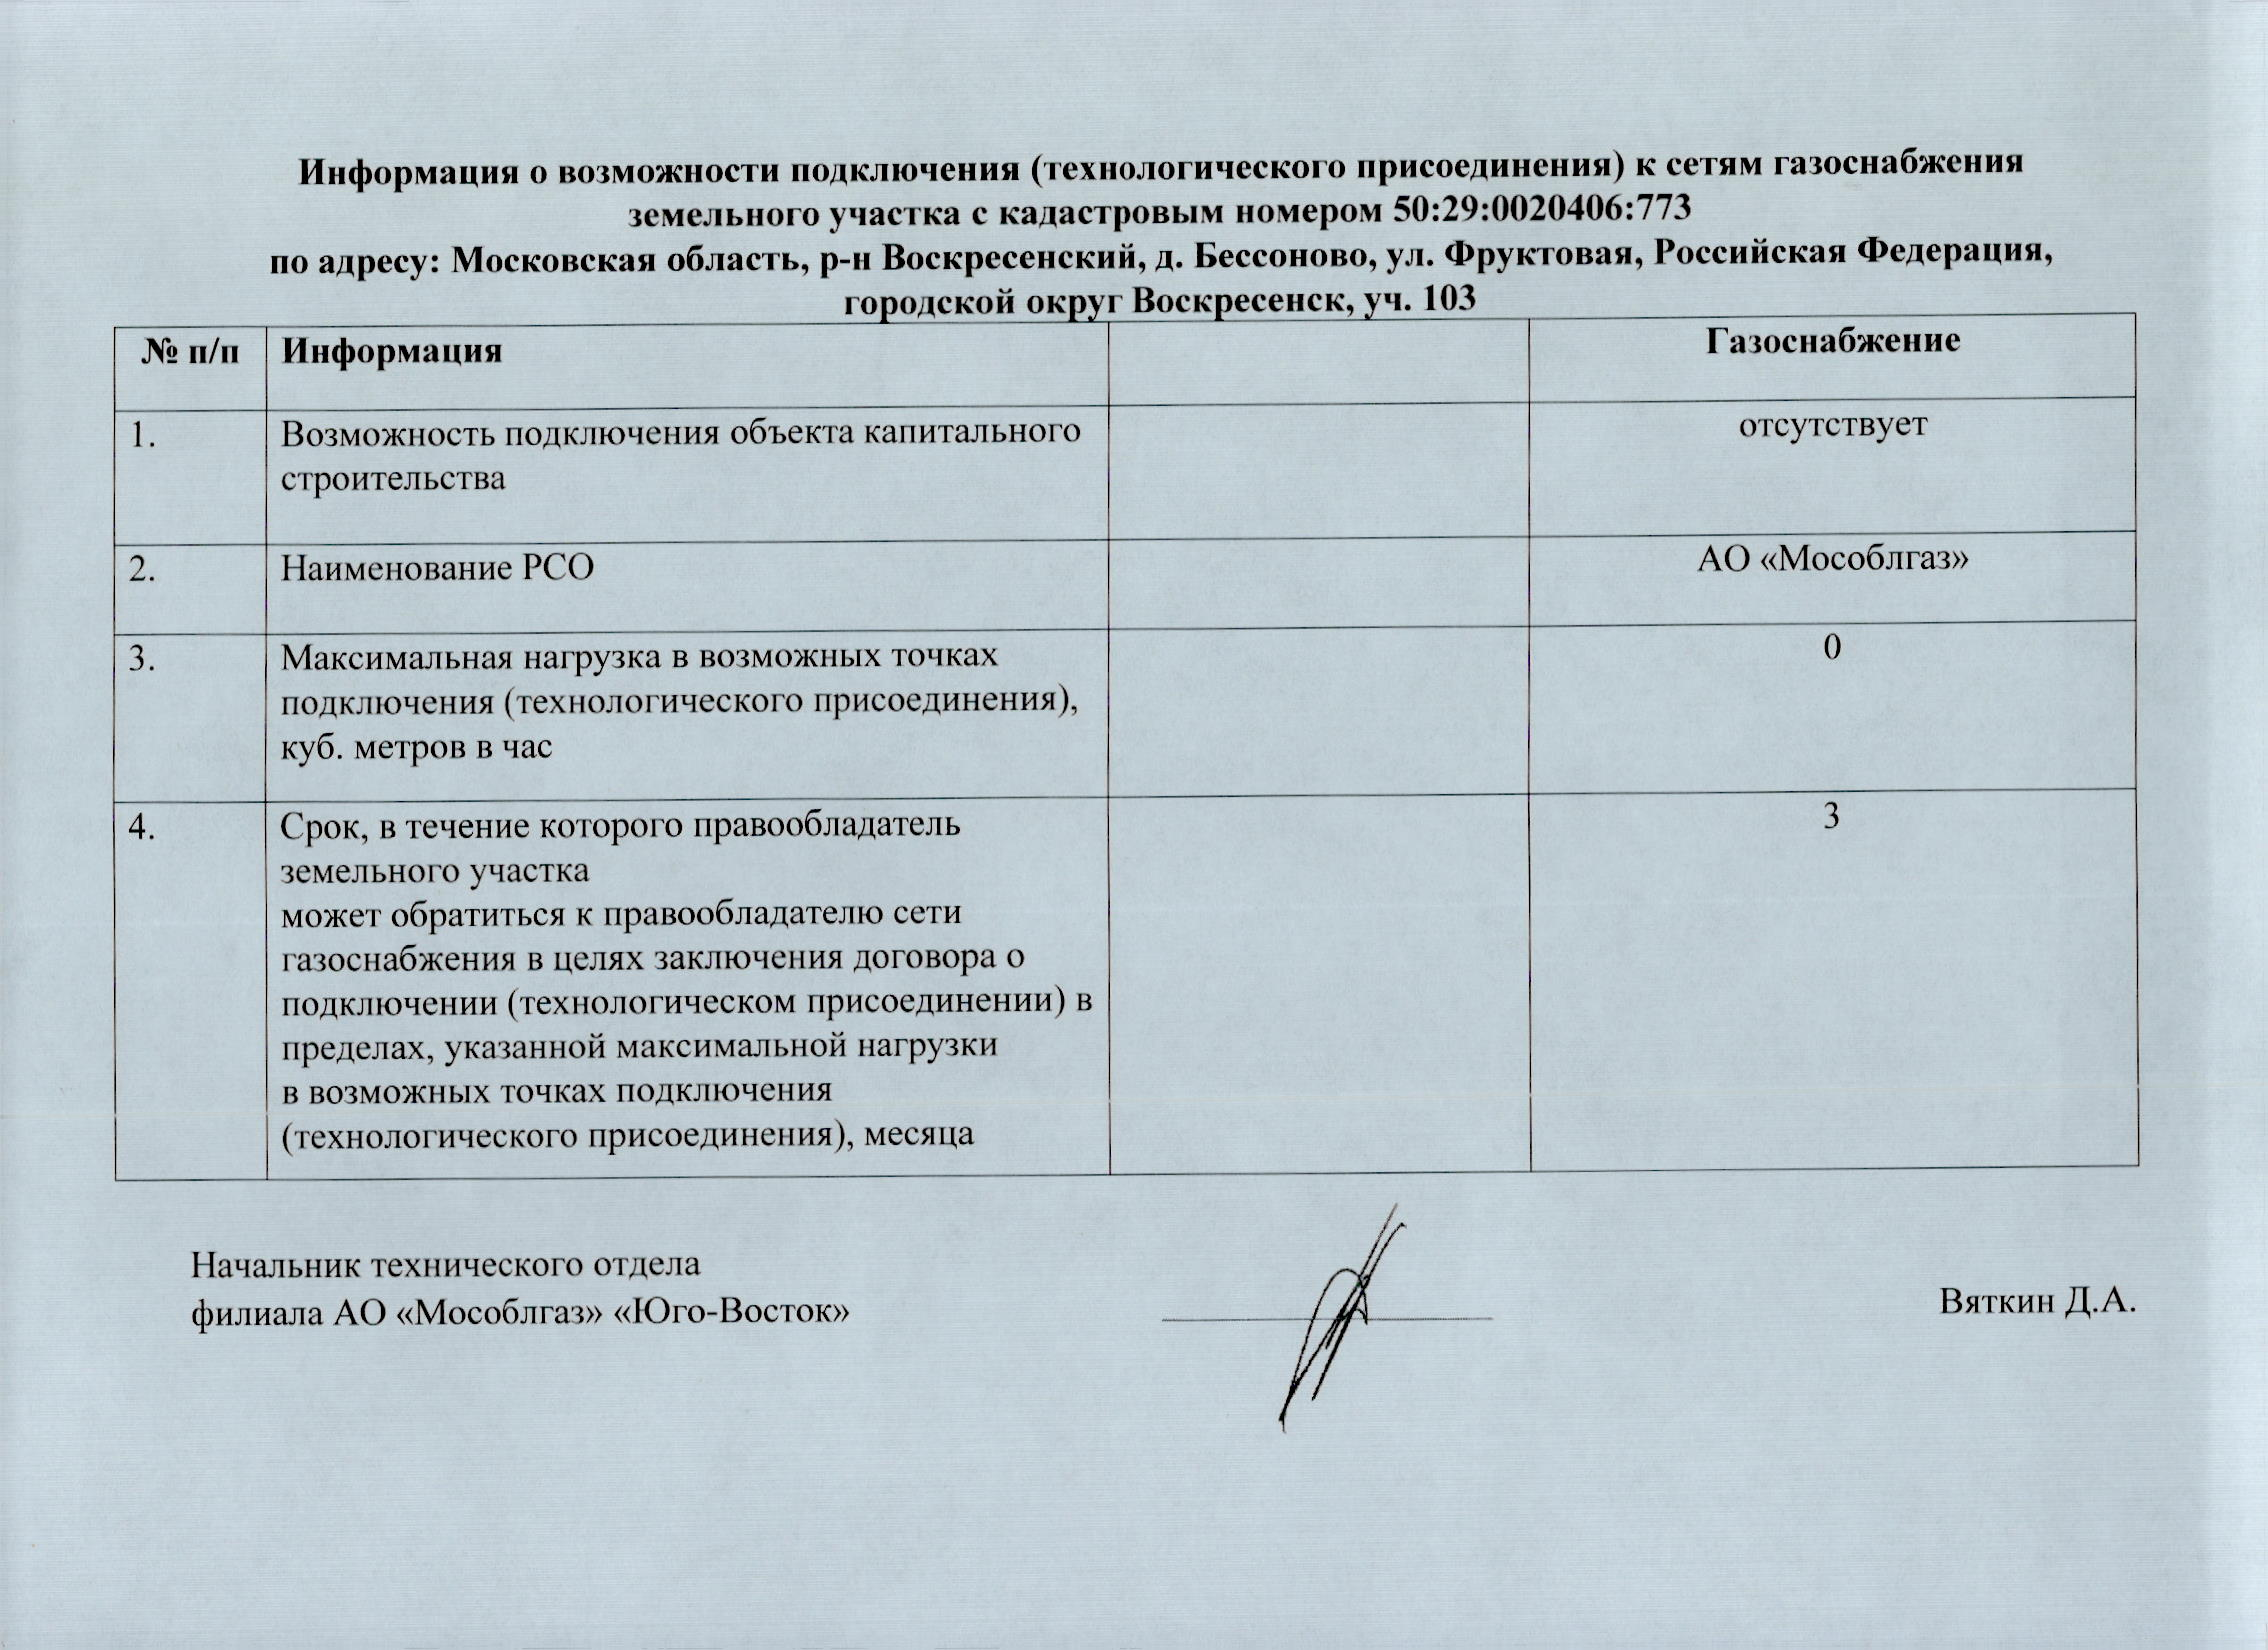 Информация о возможности подключения (технологического присоединения) к сетям газоснабжения
земельного участка с кадастровым номером 50:29:0020406:773
по адресу: Московская область, р-н Воскресенский, д. Бессоново, ул. Фруктовая, Российская Федерация,
городской округ Воскресенск, уч. 103
№ п/п Информация Газоснабжение
1. Возможность подключения объекта капитального отсутствует
строительства
2. Наименование РСО АО «Мособлгаз»
3. Максимальная нагрузка в возможных точках 0
подключения (технологического присоединения),
куб. метров в час
4. Срок, в течение которого правообладатель 3
земельного участка
может обратиться к правообладателю сети
газоснабжения в целях заключения договора о
подключении (технологическом присоединении) в
пределах, указанной максимальной нагрузки
в возможных точках подключения
(технологического присоединения), месяца
Начальник технического отдела
филиала АО «Мособлгаз» «Юго-Восток» Вяткин Д.А.